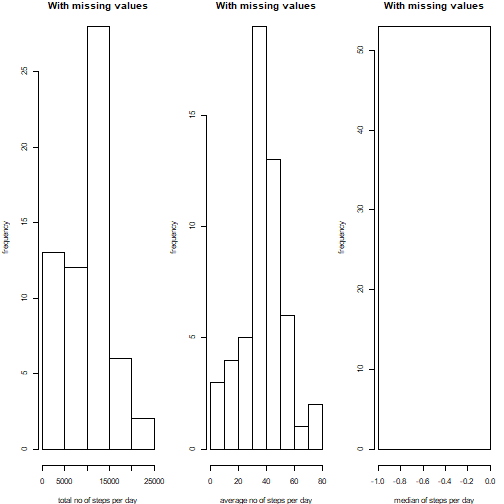 With missing values
frequency
0
5
10
15
20
25
0 5000 15000 25000
total no of steps per day
With missing values
frequency
0
5
10
15
0 20 40 60 80
average no of steps per day
With missing values
frequency
0
10
20
30
40
50
-1.0 -0.8 -0.6 -0.4 -0.2 0.0
median of steps per day